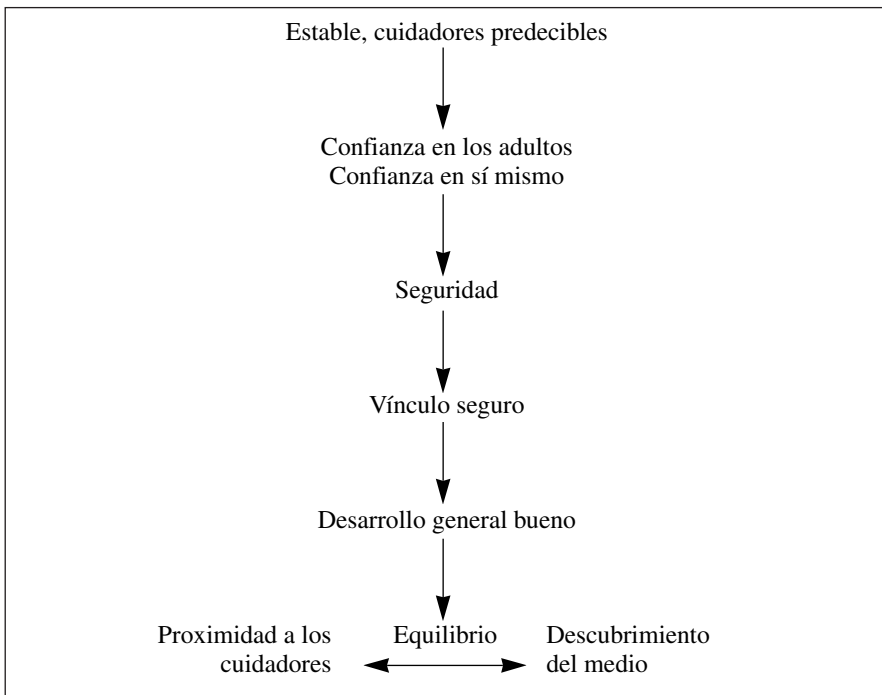 Estable, cuidadores predecibles
Confianza en los adultos
Confianza en sí mismo
Seguridad
Vínculo seguro
Desarrollo general bueno
Proximidad a los
cuidadores
Equilibrio
Descubrimiento
del medio